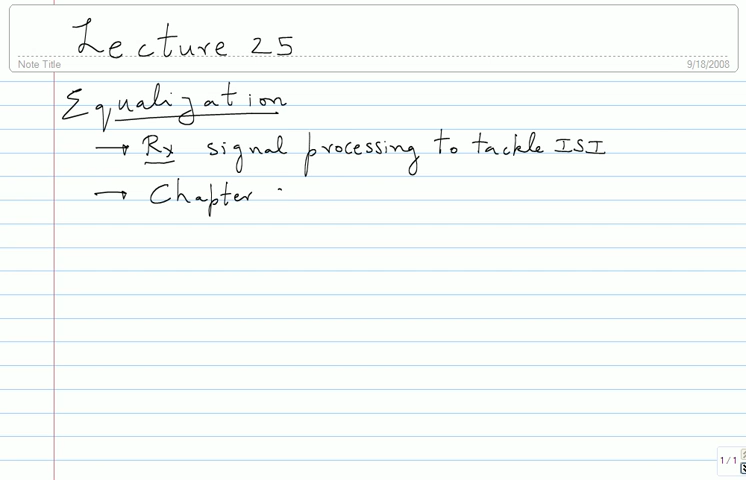 Lecture 25
Note Title
9/18/2008
Equalization
→ Rx signal processing to tackle ISI
→ Chapter
1/1